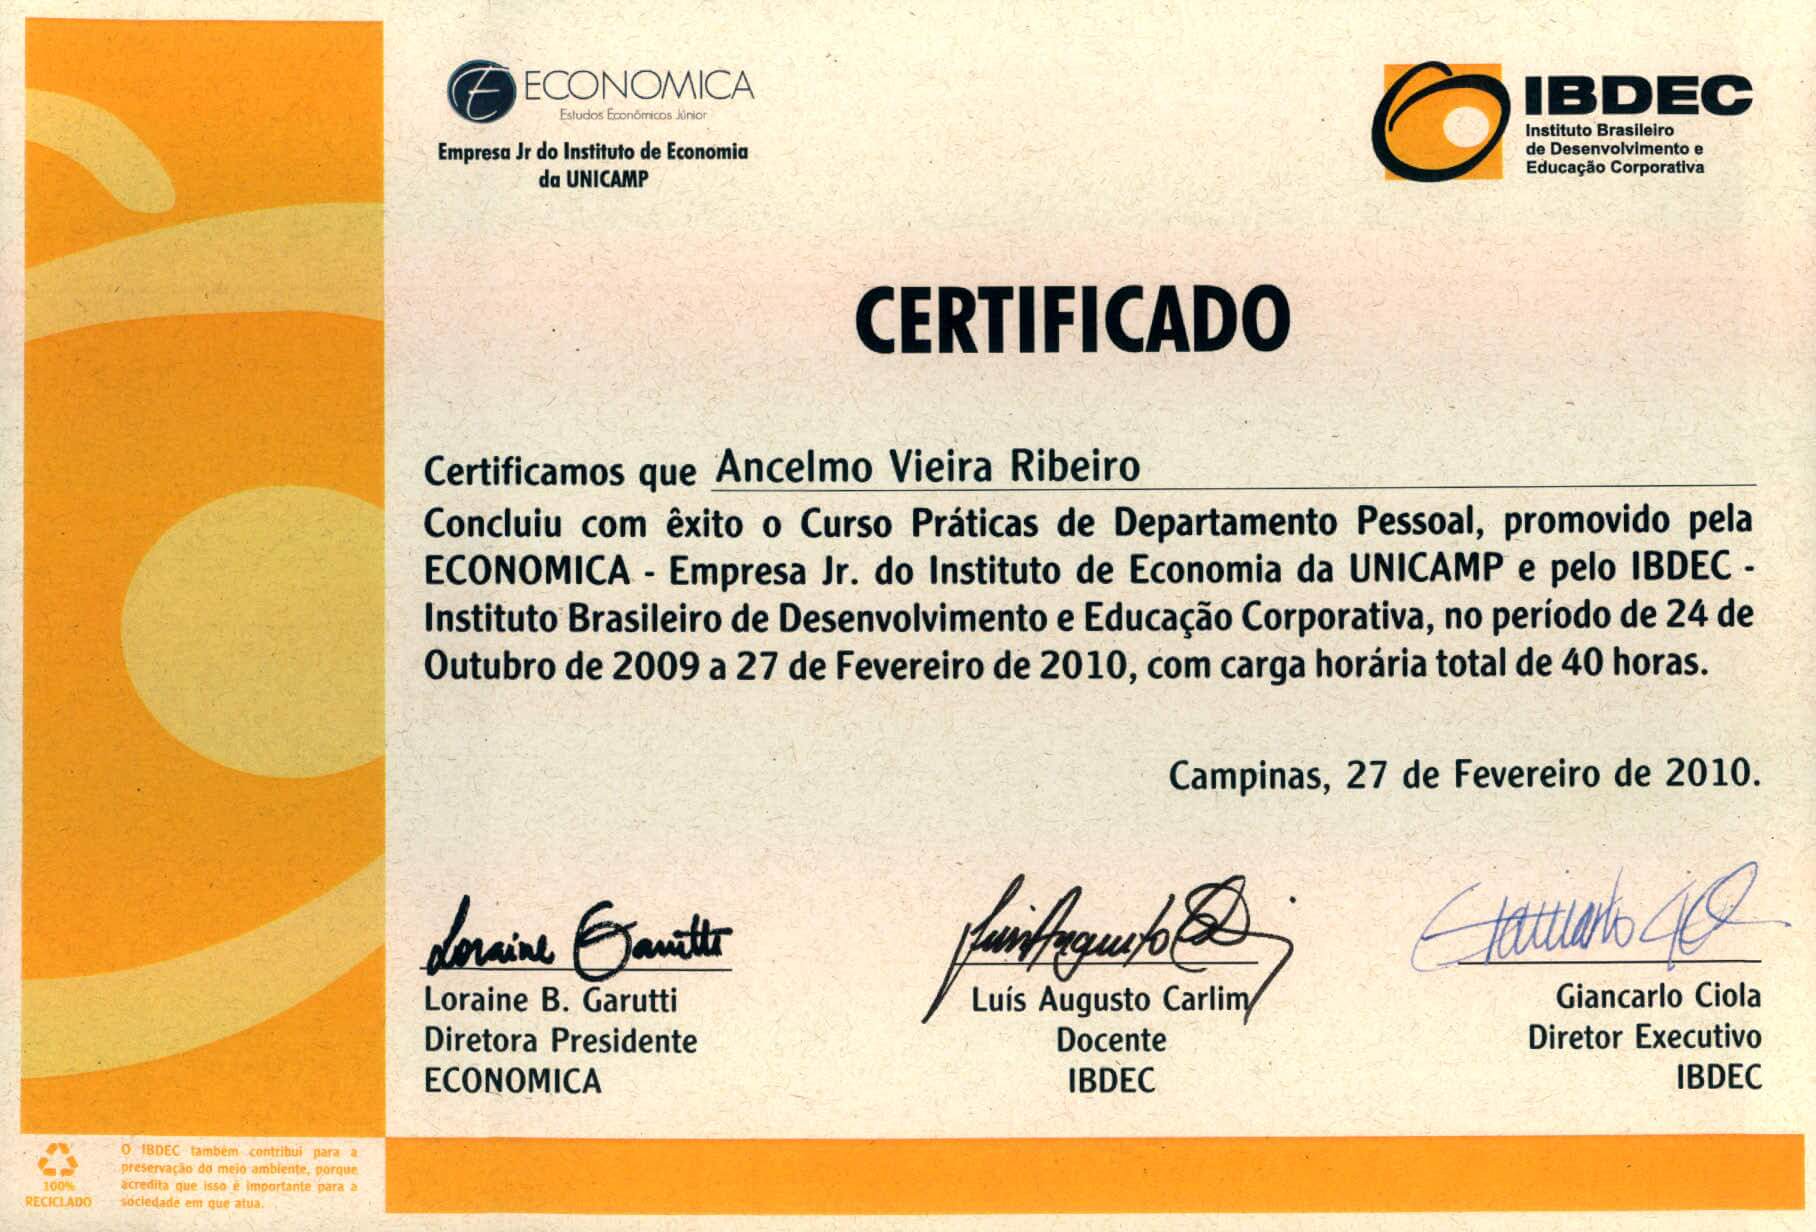 ECONOMICA
Estudos Econômicos Júnior
Empresa Jr do Instituto de Economia
da UNICAMP
IBDEC
Instituto Brasileiro
de Desenvolvimento e
Educação Corporativa
CERTIFICADO
Certificamos que Ancelmo Vieira Ribeiro
Concluiu com êxito o Curso Práticas de Departamento Pessoal, promovido pela
ECONOMICA - Empresa Jr. do Instituto de Economia da UNICAMP e pelo IBDEC -
Instituto Brasileiro de Desenvolvimento e Educação Corporativa, no período de 24 de
Outubro de 2009 a 27 de Fevereiro de 2010, com carga horária total de 40 horas.
Campinas, 27 de Fevereiro de 2010.
Loraine Garutti
Loraine B. Garutti
Diretora Presidente
ECONOMICA
Luis Augusto
Luís Augusto Carlim
Docente
IBDEC
Giancarlo Ciola
Diretor Executivo
IBDEC
100%
RECICLADO
O IBDEC também contribui para a
preservação do meio ambiente, porque
acredita que isso é importante para a
sociedade em que atua.